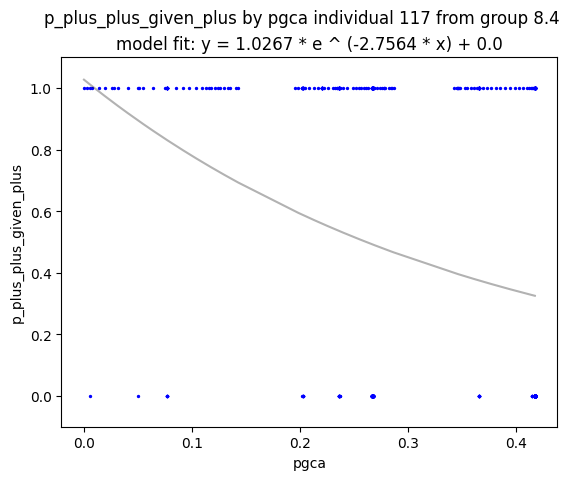 p_plus_plus_given_plus by pgca individual 117 from group 8.4
model fit: y = 1.0267 * e ^ (-2.7564 * x) + 0.0
1.0
0.8
0.6
0.4
0.2
0.0
p_plus_plus_given_plus
0.0 0.1 0.2 0.3 0.4
pgca